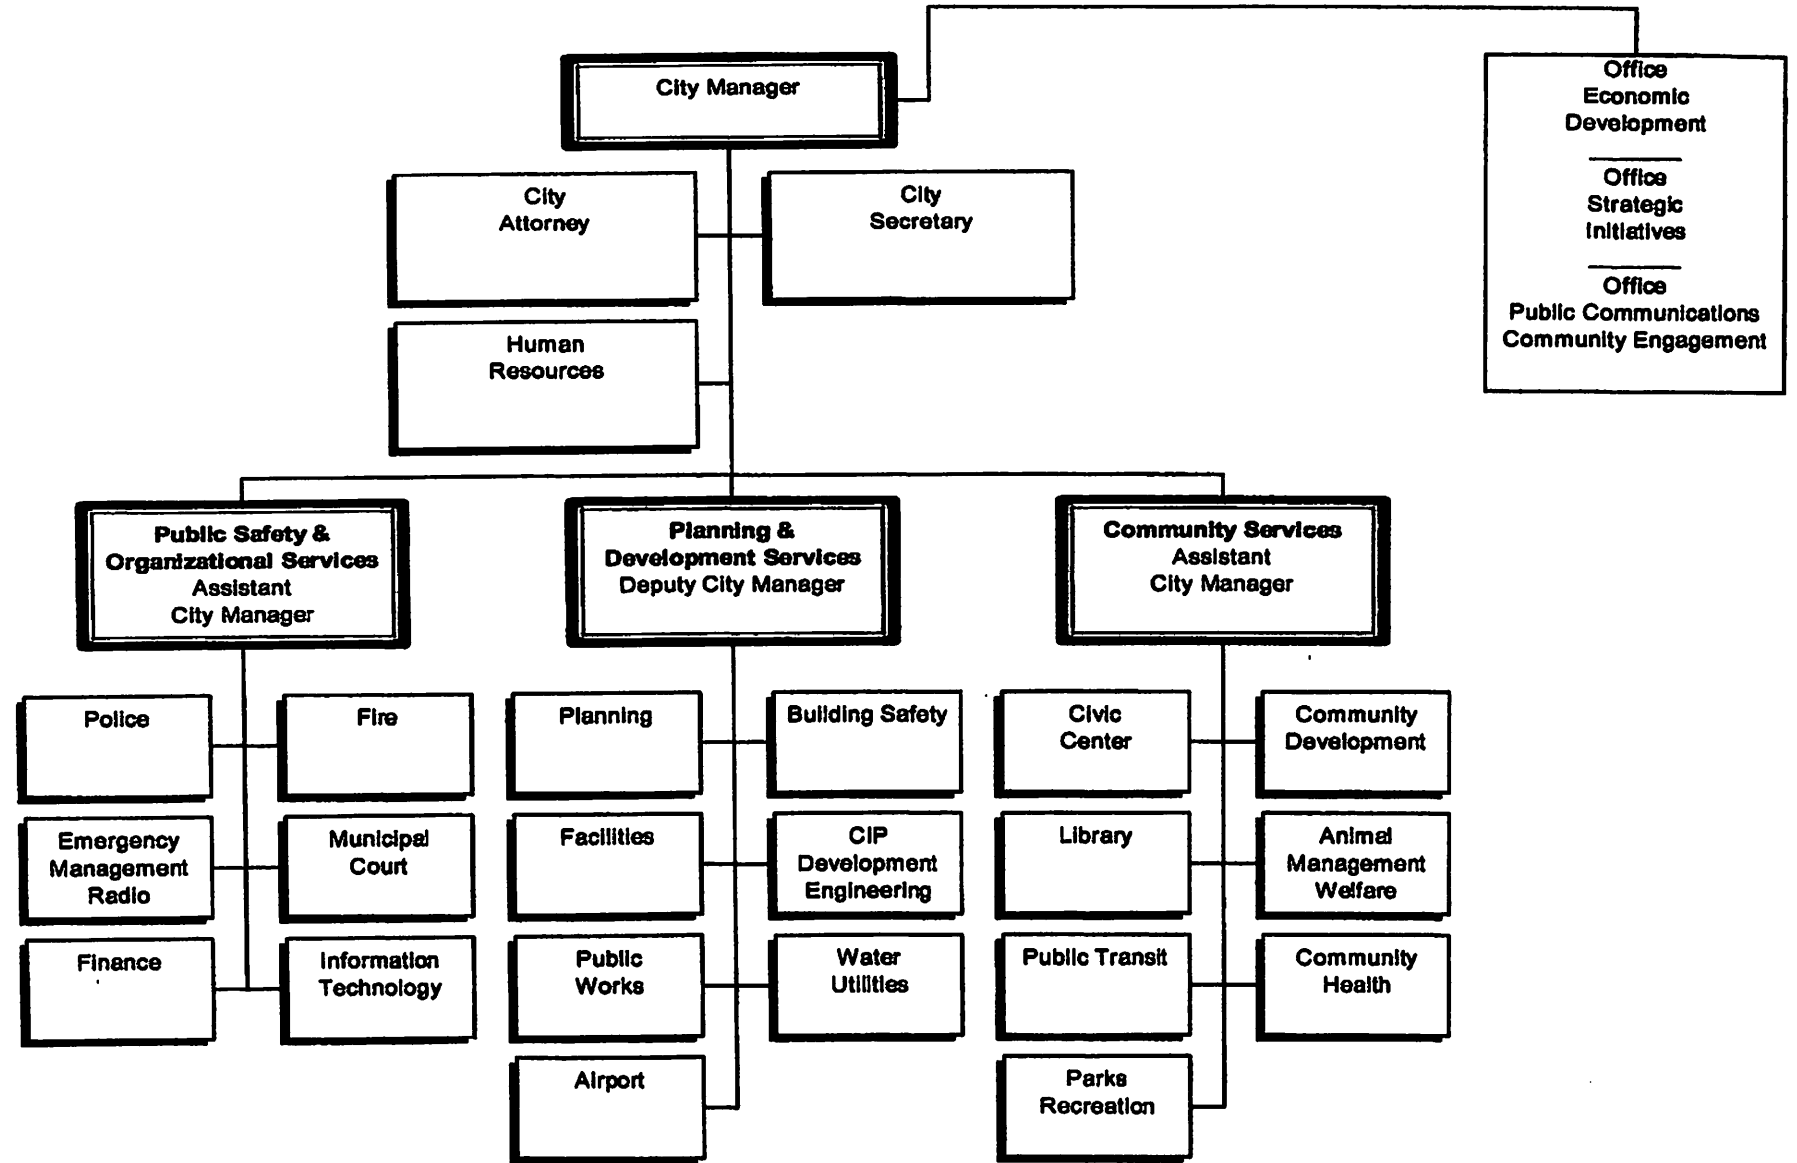 City Manager
Office
Economic
Development
Office
Strategic
Initiatives
Office
Public Communications
Community Engagement
City
Attorney
City
Secretary
Human
Resources
Public Safety &
Organizational Services
Assistant
City Manager
Planning &
Development Services
Deputy City Manager
Community Services
Assistant
City Manager
Police
Fire
Emergency
Management
Radio
Municipal
Court
Finance
Information
Technology
Planning
Building Safety
Facilities
CIP
Development
Engineering
Public
Works
Water
Utilities
Airport
Civic
Center
Community
Development
Library
Animal
Management
Welfare
Public Transit
Community
Health
Parks
Recreation